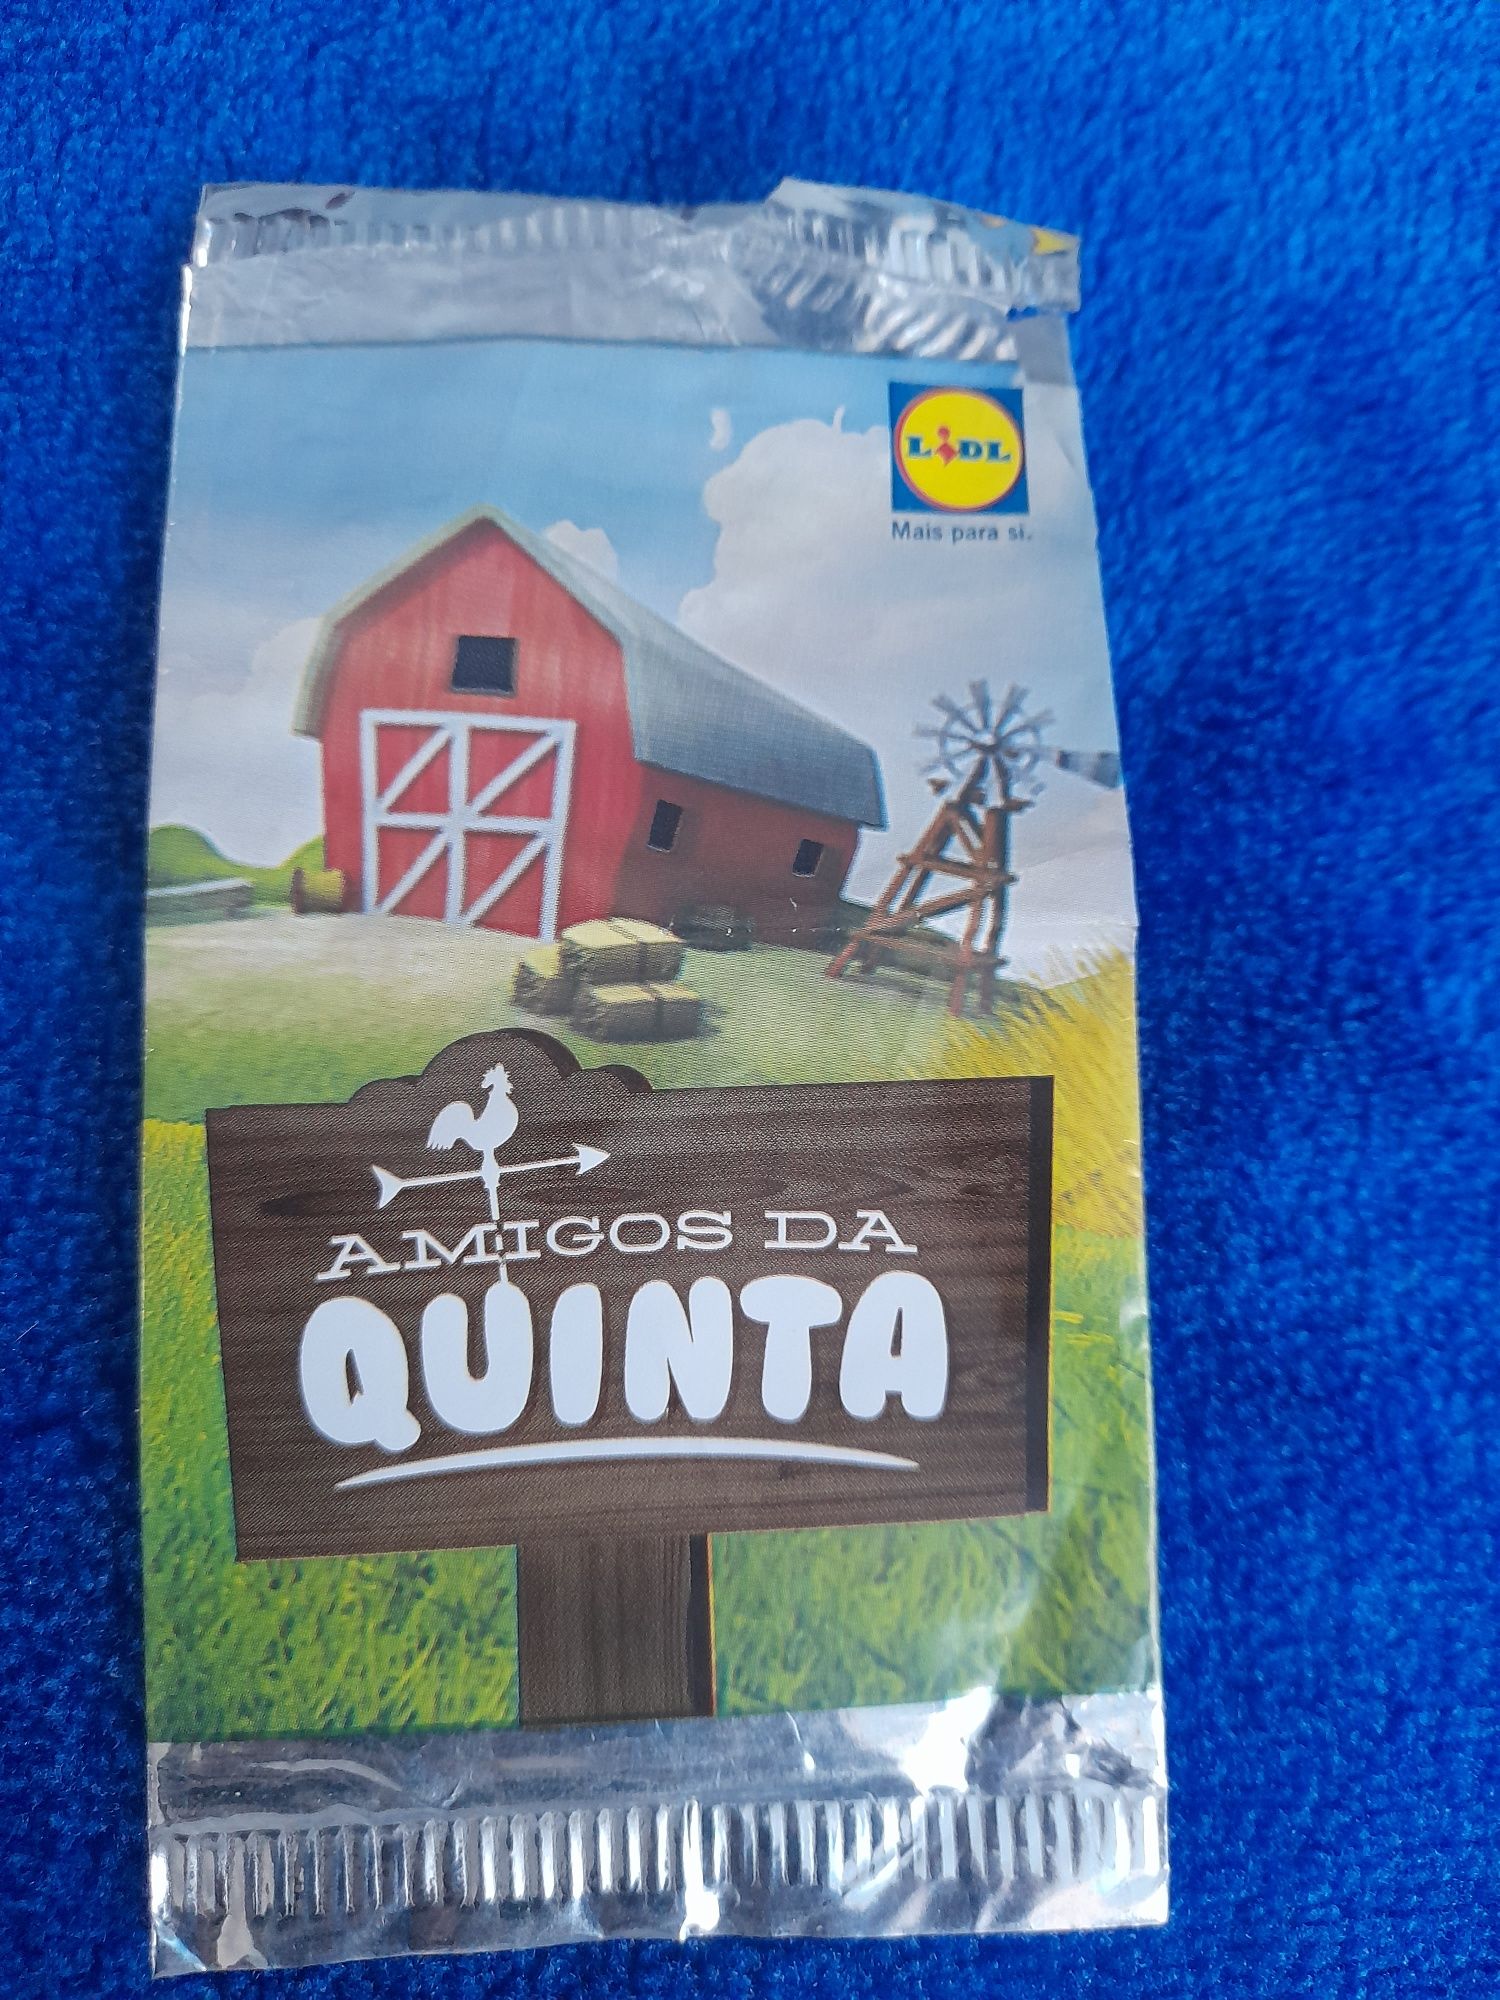 LIDL
Mais para si.
AMIGOS DA
QUINTA